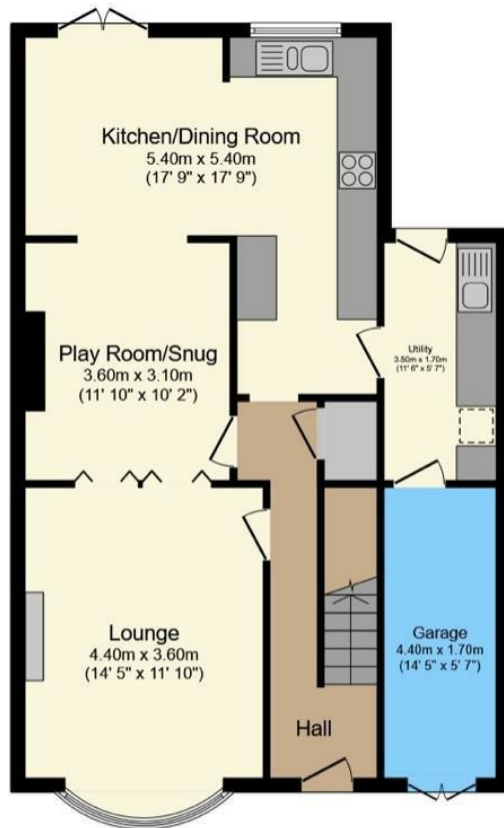 Kitchen/Dining Room
5.40m x 5.40m
(17' 9" x 17' 9")
Utility
3.50m x 1.70m
(11' 6" x 5' 7")
Play Room/Snug
3.60m x 3.10m
(11' 10" x 10' 2")
Lounge
4.40m x 3.60m
(14' 5" x 11' 10")
Garage
4.40m x 1.70m
(14' 5" x 5' 7")
Hall